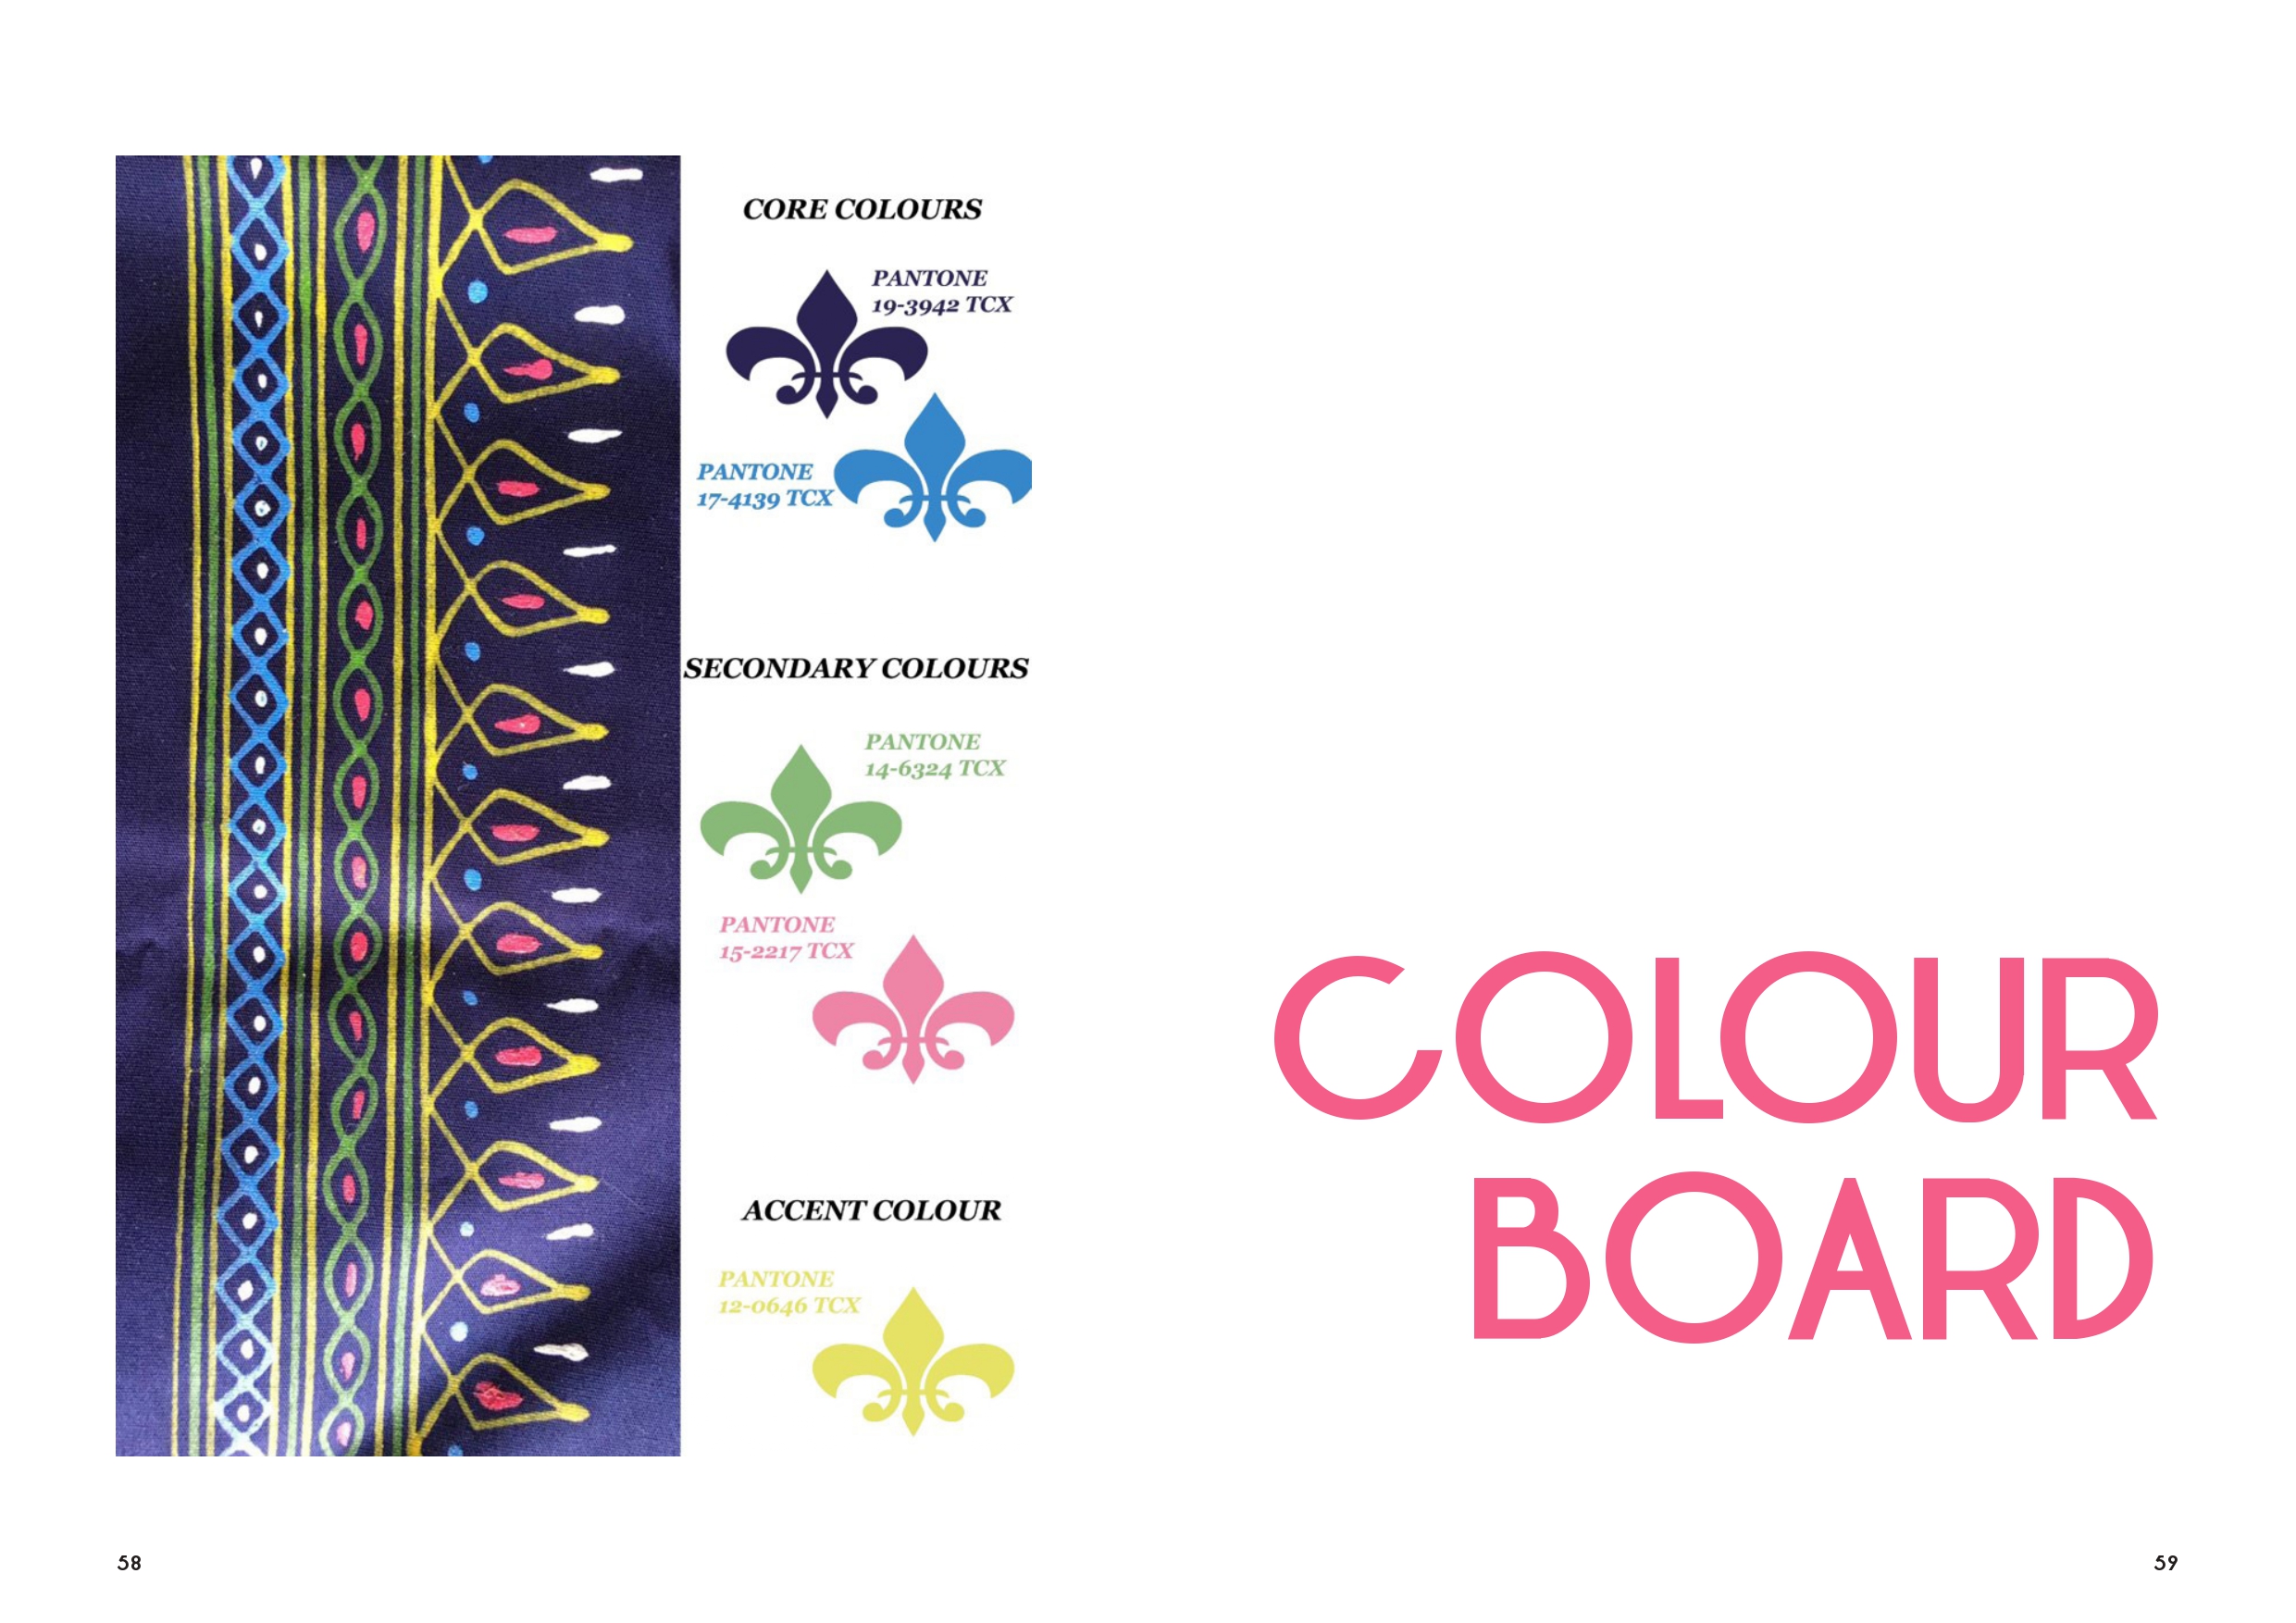 CORE COLOURS
PANTONE
19-3942 TCX
PANTONE
17-4139 TCX
SECONDARY COLOURS
PANTONE
14-6324 TCX
PANTONE
15-2217 TCX
ACCENT COLOUR
PANTONE
12-0646 TCX
COLOUR
BOARD
58
59